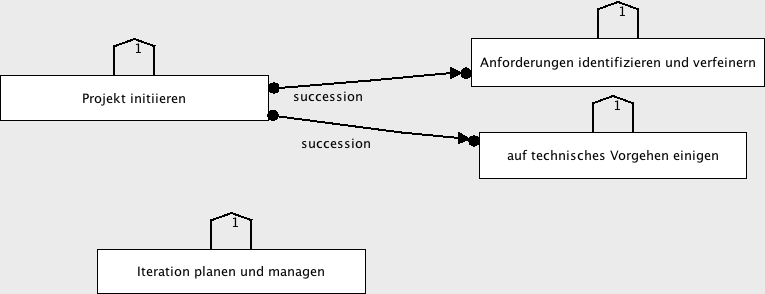 1
Anforderungen identifizieren und verfeinern
1
Projekt initiieren
succession
1
auf technisches Vorgehen einigen
succession
1
Iteration planen und managen